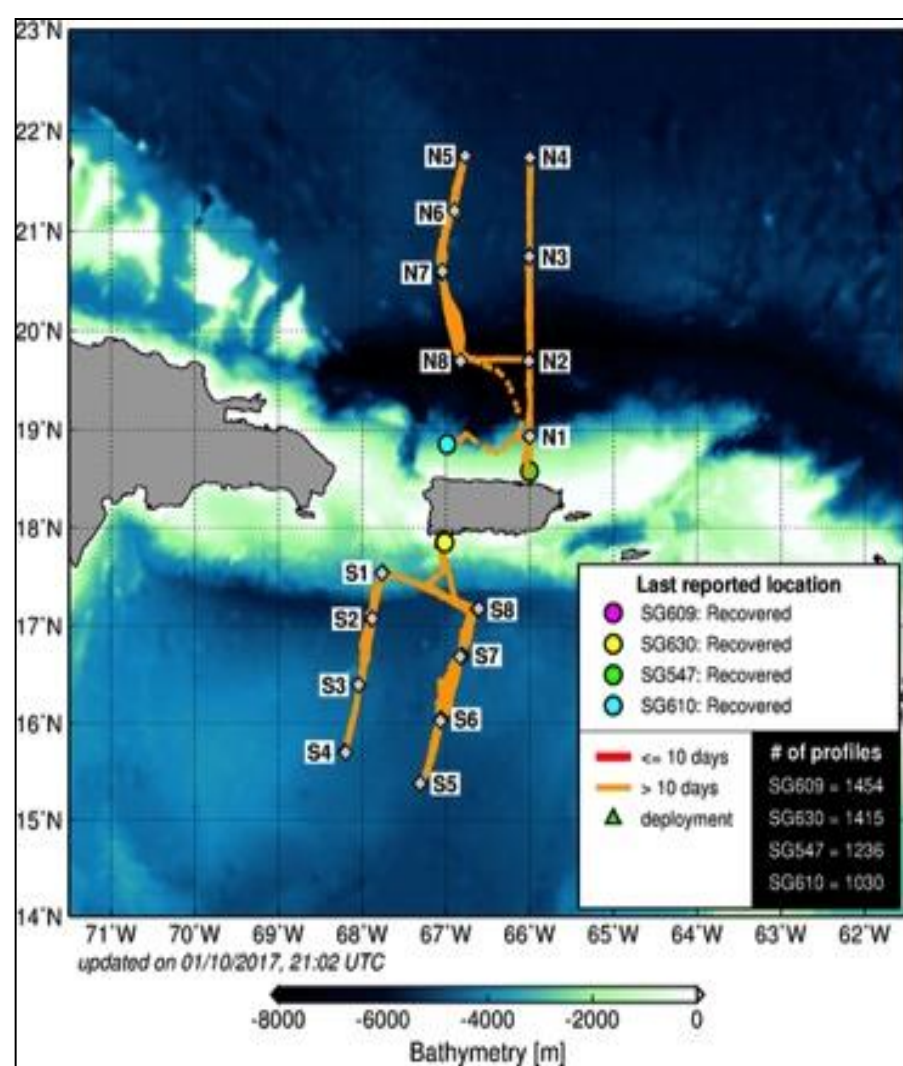 23°N
22°N
21°N
20°N
19°N
18°N
17°N
16°N
15°N
14°N
N5
N4
N6
N3
N7
N8
N2
N1
S1
S8
S2
S7
S3
S6
S4
S5
Last reported location
SG609: Recovered
SG630: Recovered
SG547: Recovered
SG610: Recovered
<= 10 days
> 10 days
deployment
# of profiles
SG609 = 1454
SG630 = 1415
SG547 = 1236
SG610 = 1030
71°W 70°W 69°W 68°W 67°W 66°W 65°W 64°W 63°W 62°W
updated on 01/10/2017, 21:02 UTC
-8000 -6000 -4000 -2000 0
Bathymetry [m]